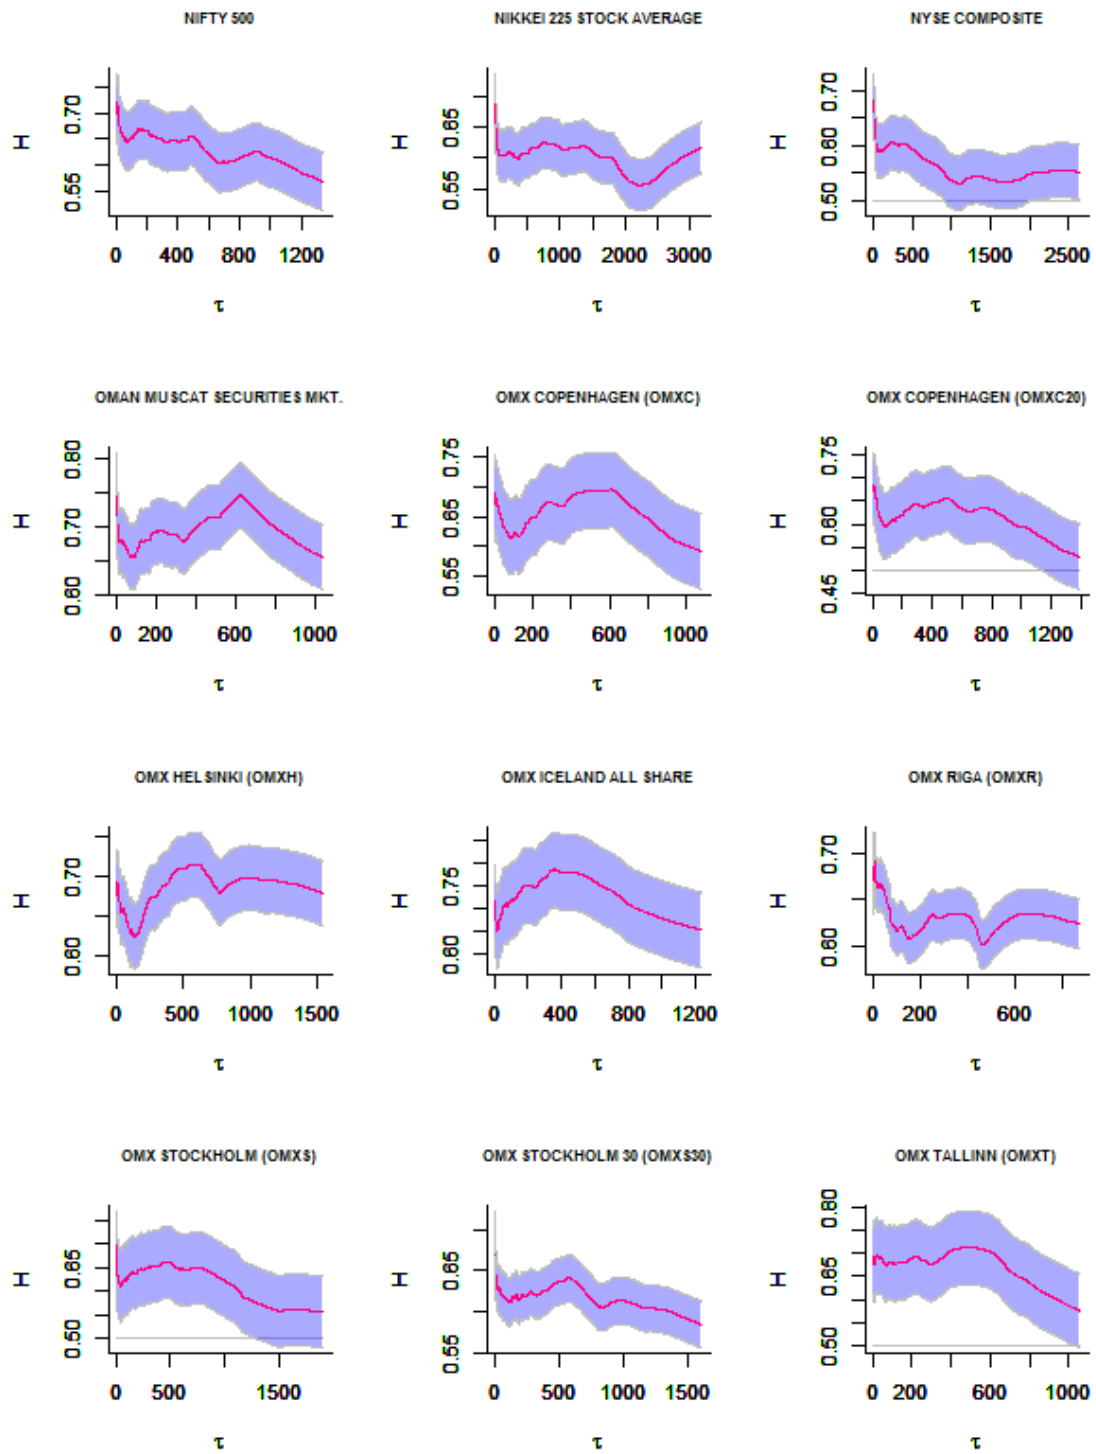 NIFTY 500
NIKKEI 225 STOCK AVERAGE
NYSE COMPOSITE
H
0.55 0.70
0 400 800 1200
τ
H
0.55 0.65
0 1000 2000 3000
τ
H
0.50 0.60 0.70
0 500 1500 2500
τ
OMAN MUSCAT SECURITIES MKT.
OMX COPENHAGEN (OMXC)
OMX COPENHAGEN (OMXC20)
H
0.60 0.70 0.80
0 200 600 1000
τ
H
0.55 0.65 0.75
0 200 600 1000
τ
H
0.45 0.60 0.75
0 400 800 1200
τ
OMX HELSINKI (OMXH)
OMX ICELAND ALL SHARE
OMX RIGA (OMXR)
H
0.60 0.70
0 500 1000 1500
τ
H
0.60 0.75
0 400 800 1200
τ
H
0.60 0.70
0 200 600
τ
OMX STOCKHOLM (OMXS)
OMX STOCKHOLM 30 (OMXS30)
OMX TALLINN (OMXT)
H
0.50 0.65
0 500 1500
τ
H
0.55 0.65
0 500 1000 1500
τ
H
0.50 0.65 0.80
0 200 600 1000
τ